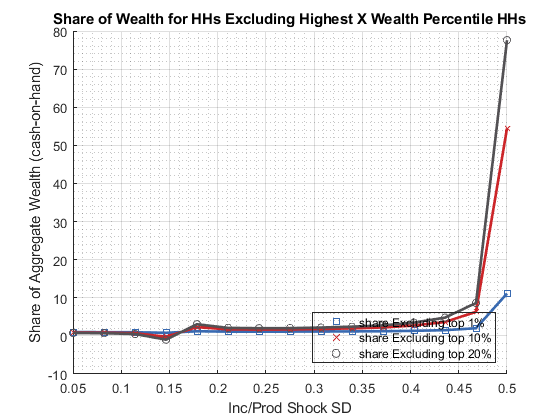 Share of Wealth for HHs Excluding Highest X Wealth Percentile HHs
Share of Aggregate Wealth (cash-on-hand)
80
70
60
50
40
30
20
10
0
-10
share Excluding top 1%
share Excluding top 10%
share Excluding top 20%
0.05 0.1 0.15 0.2 0.25 0.3 0.35 0.4 0.45 0.5
Inc/Prod Shock SD